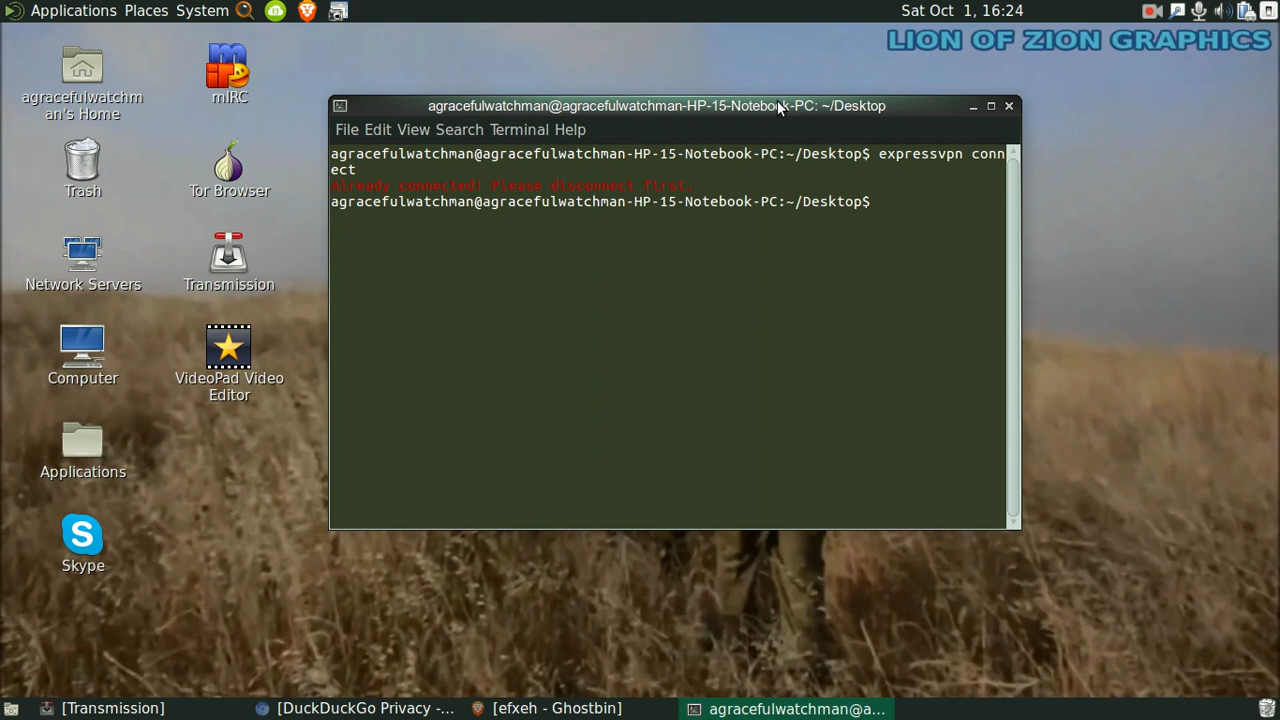 Applications Places System
Sat Oct 1, 16:24
LION OF ZION GRAPHICS
agracefulwatchm
an's Home
mIRC
Trash
Tor Browser
Network Servers
Transmission
Computer
VideoPad Video
Editor
Applications
Skype
agracefulwatchman@agracefulwatchman-HP-15-Notebook-PC: ~/Desktop
File Edit View Search Terminal Help
agracefulwatchman@agracefulwatchman-HP-15-Notebook-PC:~/Desktop$ expressvpn conn
ect
Already connected! Please disconnect first.
agracefulwatchman@agracefulwatchman-HP-15-Notebook-PC:~/Desktop$
[Transmission]
[DuckDuckGo Privacy -...
[efxeh - Ghostbin]
agracefulwatchman@a...